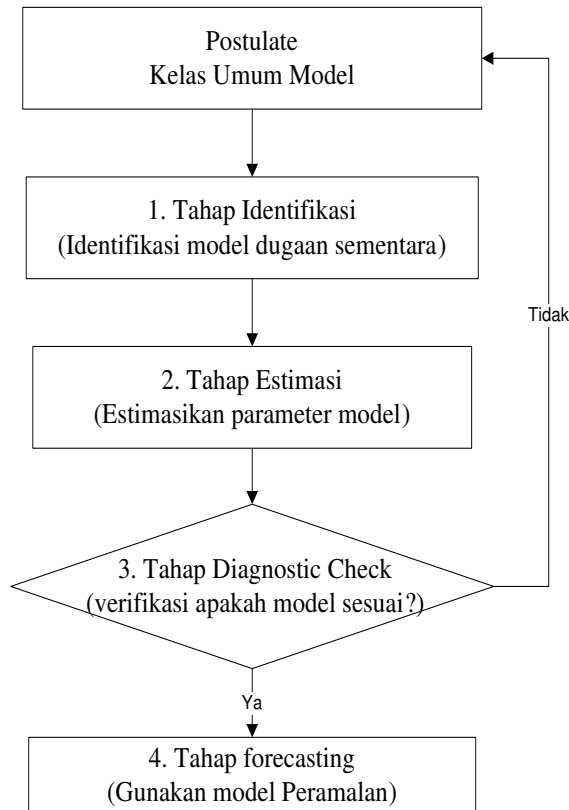 Postulate
Kelas Umum Model
1. Tahap Identifikasi
(Identifikasi model dugaan sementara)
Tidak
2. Tahap Estimasi
(Estimasikan parameter model)
3. Tahap Diagnostic Check
(verifikasi apakah model sesuai?)
Ya
4. Tahap forecasting
(Gunakan model Peramalan)